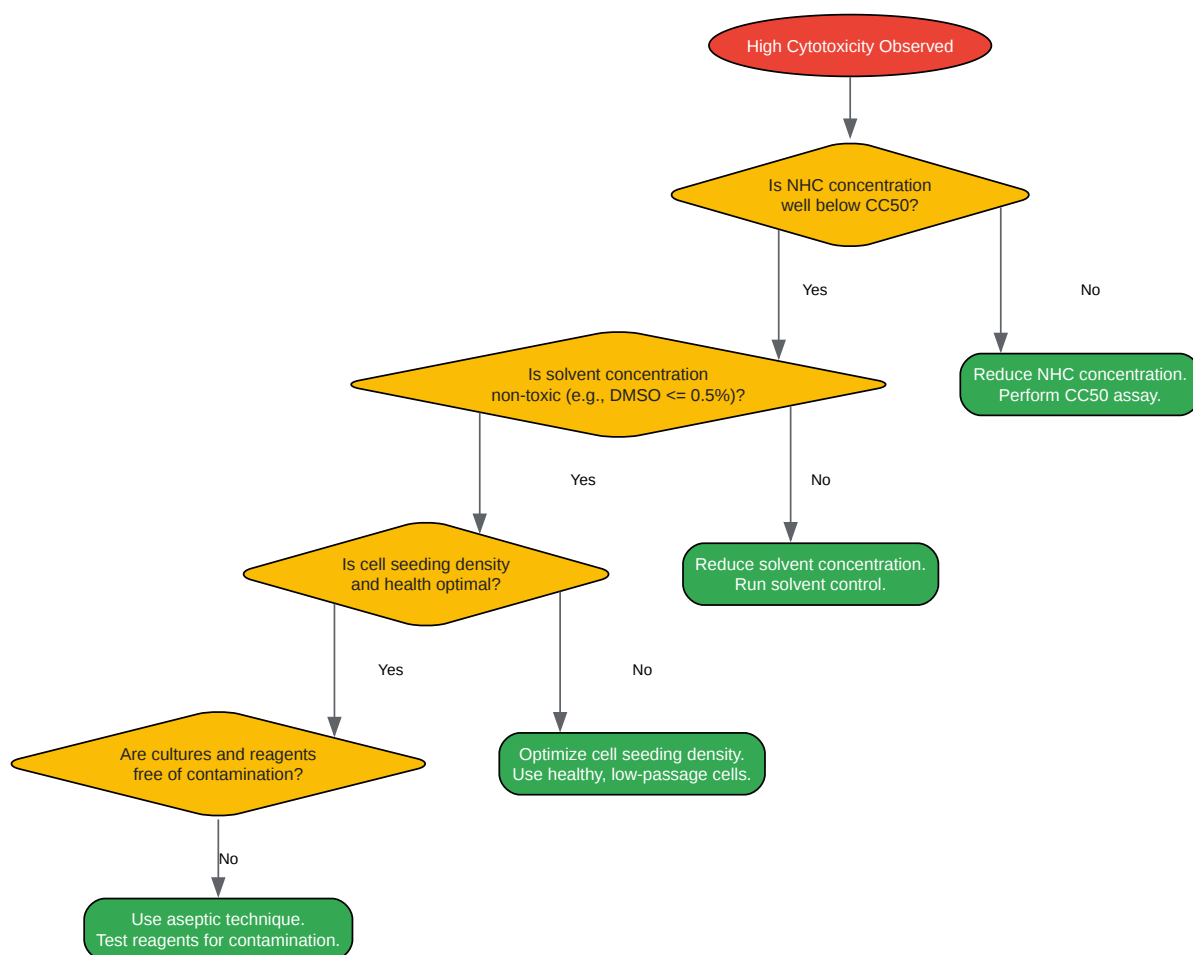 High Cytotoxicity Observed
Is NHC concentration
well below CC50?
Yes
No
Reduce NHC concentration.
Perform CC50 assay.
Is solvent concentration
non-toxic (e.g., DMSO <= 0.5%)?
Yes
No
Reduce solvent concentration.
Run solvent control.
Is cell seeding density
and health optimal?
Yes
No
Optimize cell seeding density.
Use healthy, low-passage cells.
Are cultures and reagents
free of contamination?
No
Use aseptic technique.
Test reagents for contamination.